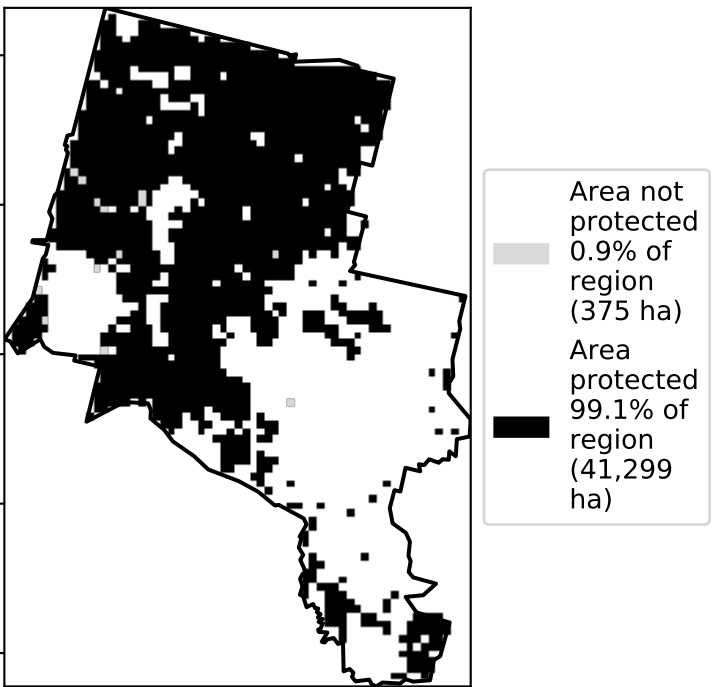 Area not
protected
0.9% of
region
(375 ha)
Area
protected
99.1% of
region
(41,299
ha)